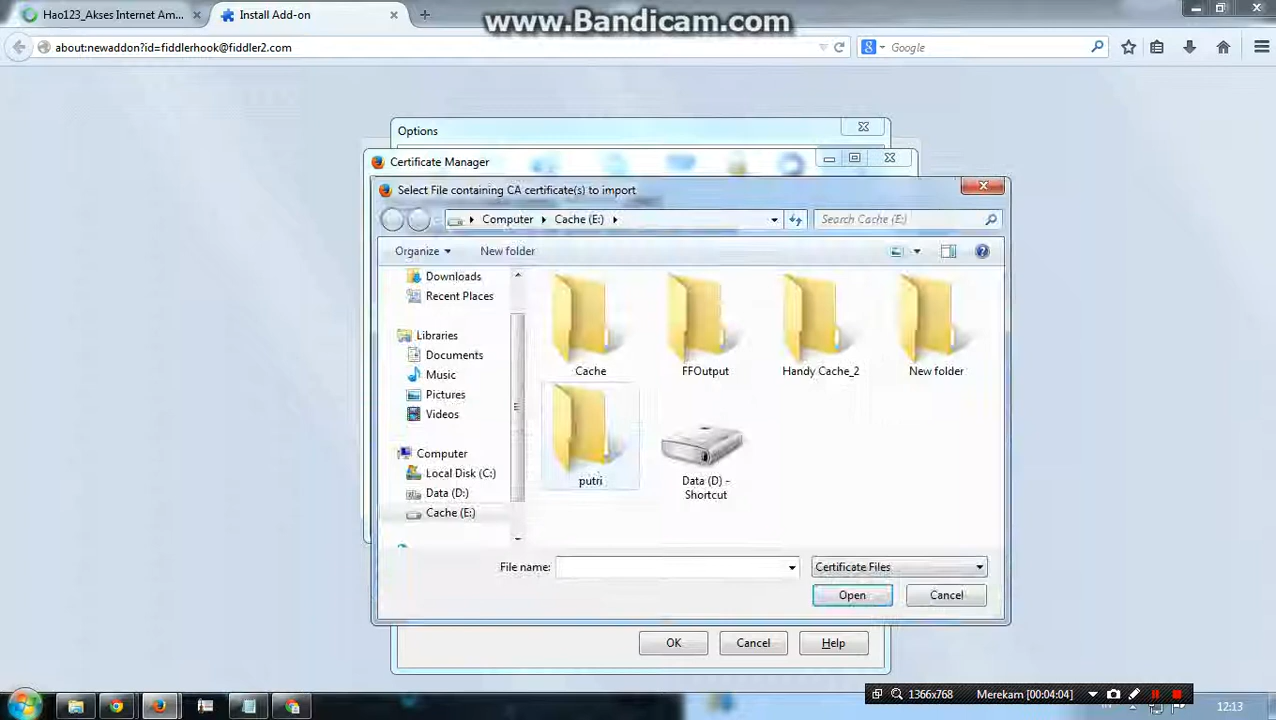 www.Bandicam.com
Hao123_Akses Internet Am...
Install Add-on
about:newaddon?id=fiddlerhook@fiddler2.com
Google
Options
Certificate Manager
Select File containing CA certificate(s) to import
Computer
Cache (E:)
Search Cache (E:)
Organize
New folder
Downloads
Recent Places
Libraries
Documents
Music
Pictures
Videos
Computer
Local Disk (C:)
Data (D:)
Cache (E:)
Cache
FFOutput
Handy Cache_2
New folder
putri
Data (D) - Shortcut
File name:
Certificate Files
Open
Cancel
OK
Cancel
Help
1366x768
Merekam [00:04:04]
12:13